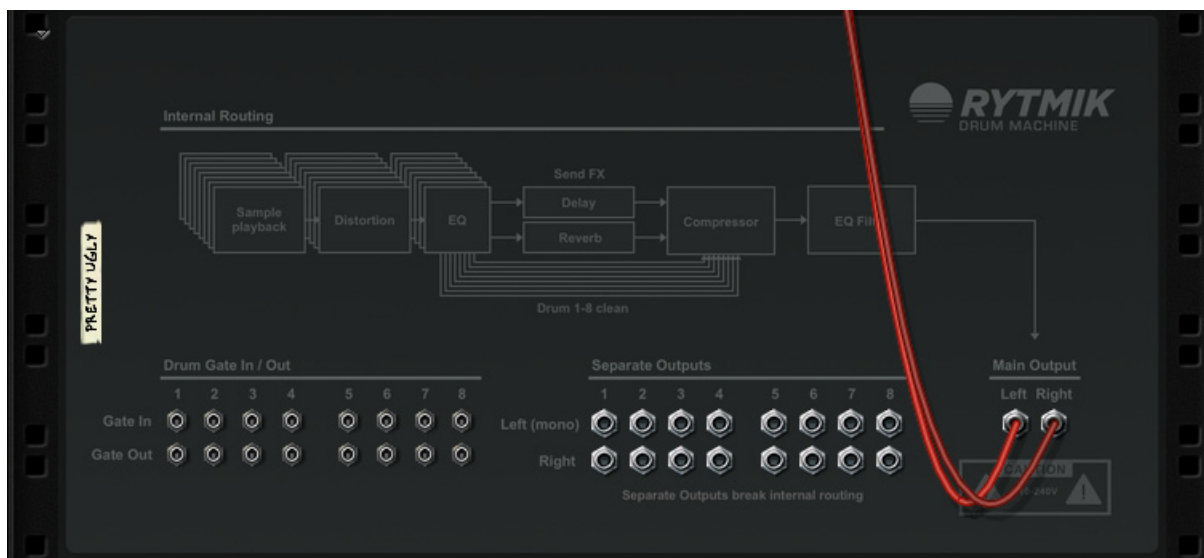 RYTMIK
DRUM MACHINE
Internal Routing
Send FX
Sample
playback
Distortion
EQ
Delay
Reverb
Compressor
EQ
Drum 1-8 clean
PRETTY UGLY
Drum Gate In / Out
Separate Outputs
Main Output
1 2 3 4 5 6 7 8
1 2 3 4 5 6 7 8
Left Right
Gate In
Left (mono)
Gate Out
Right
Separate Outputs break internal routing
CAUTION